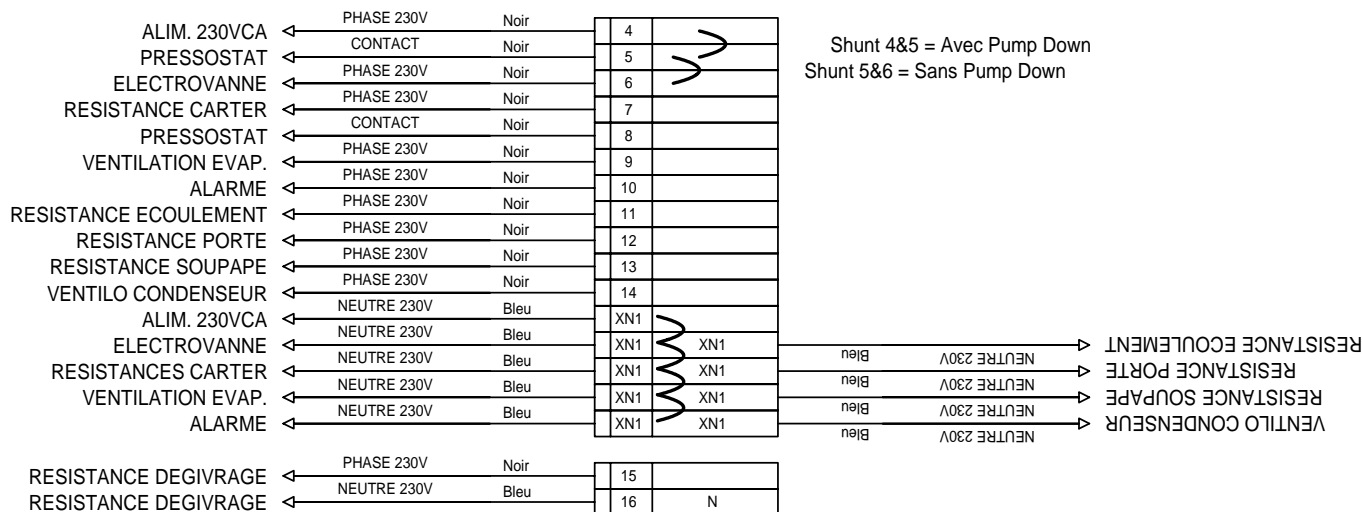 ALIM. 230VCA PHASE 230V Noir 4
PRESSOSTAT CONTACT Noir 5
ELECTROVANNE PHASE 230V Noir 6
RESISTANCE CARTER PHASE 230V Noir 7
PRESSOSTAT CONTACT Noir 8
VENTILATION EVAP. PHASE 230V Noir 9
ALARME PHASE 230V Noir 10
RESISTANCE ECOULEMENT PHASE 230V Noir 11
RESISTANCE PORTE PHASE 230V Noir 12
RESISTANCE SOUPAPE PHASE 230V Noir 13
VENTILO CONDENSEUR PHASE 230V Noir 14
ALIM. 230VCA NEUTRE 230V Bleu XN1
ELECTROVANNE NEUTRE 230V Bleu XN1 XN1 Bleu NEUTRE 230V RESISTANCE ECOULEMENT
RESISTANCES CARTER NEUTRE 230V Bleu XN1 XN1 Bleu NEUTRE 230V RESISTANCE PORTE
VENTILATION EVAP. NEUTRE 230V Bleu XN1 XN1 Bleu NEUTRE 230V RESISTANCE SOUPAPE
ALARME NEUTRE 230V Bleu XN1 XN1 Bleu NEUTRE 230V VENTILO CONDENSEUR
RESISTANCE DEGIVRAGE PHASE 230V Noir 15
RESISTANCE DEGIVRAGE NEUTRE 230V Bleu 16 N
Shunt 4&5 = Avec Pump Down
Shunt 5&6 = Sans Pump Down